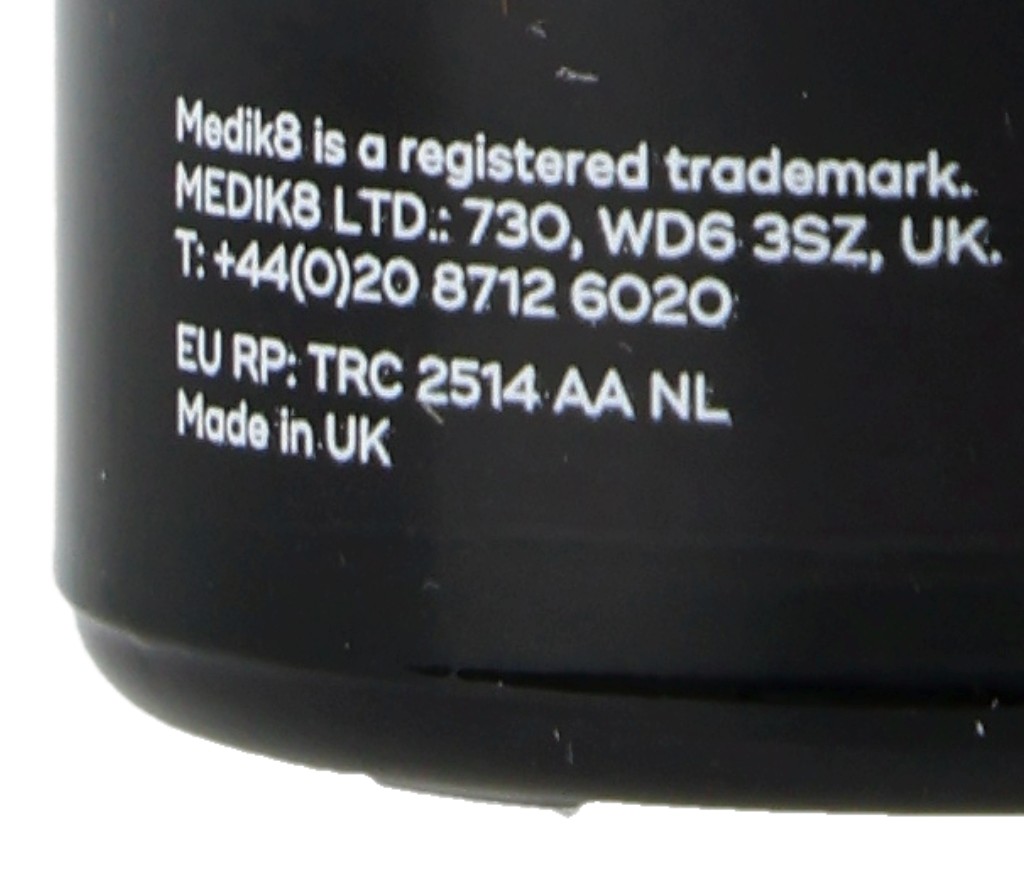 Medik8 is a registered trademark.
MEDIK8 LTD.: 730, WD6 3SZ, UK.
T: +44(0)20 8712 6020
EU RP: TRC 2514 AA NL
Made in UK